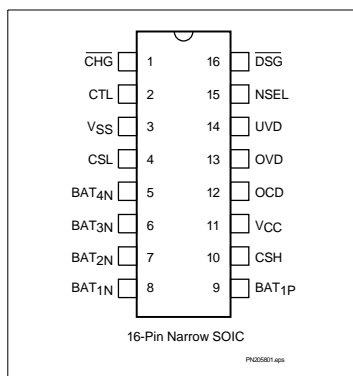 CHG 1 16 DSG
CTL 2 15 NSEL
VSS 3 14 UVD
CSL 4 13 OVD
BAT4N 5 12 OCD
BAT3N 6 11 VCC
BAT2N 7 10 CSH
BAT1N 8 9 BAT1P
16-Pin Narrow SOIC
PN205801.eps